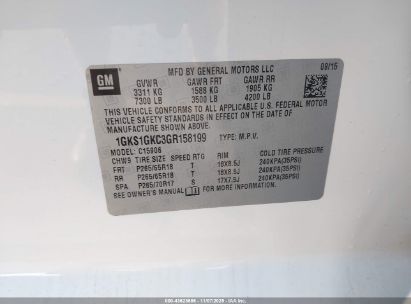 MFD BY GENERAL MOTORS LLC 09/15
GM
GVWR GAWR FRT GAWR RR
3311 KG 1588 KG 1905 KG
7300 LB 3500 LB 4200 LB
THIS VEHICLE CONFORMS TO ALL APPLICABLE U.S. FEDERAL MOTOR
VEHICLE SAFETY STANDARDS IN EFFECT ON THE DATE OF
MANUFACTURE SHOWN ABOVE.
1GKS1GKC3GR158199 TYPE: M.P.V.
MODEL: C15906
CHWS TIRE SIZE SPEED RTG RIM COLD TIRE PRESSURE
FRT P265/65R18 T 18X8.5J 240KPA(35PSI)
RR P265/65R18 T 18X8.5J 240KPA(35PSI)
SPA P265/70R17 S 17X7.5J 240KPA(35PSI)
SEE OWNER'S MANUAL FOR MORE INFORMATION.